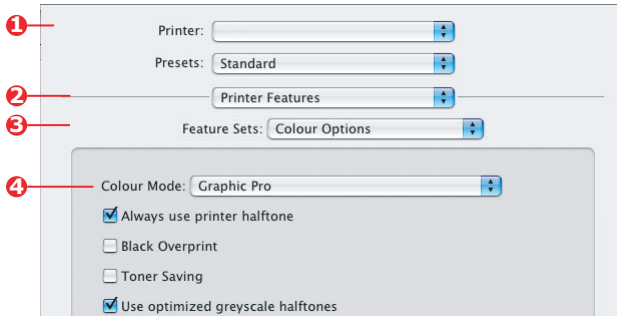 1 Printer:
Presets: Standard
2 Printer Features
3 Feature Sets: Colour Options
4 Colour Mode: Graphic Pro
Always use printer halftone
Black Overprint
Toner Saving
Use optimized greyscale halftones